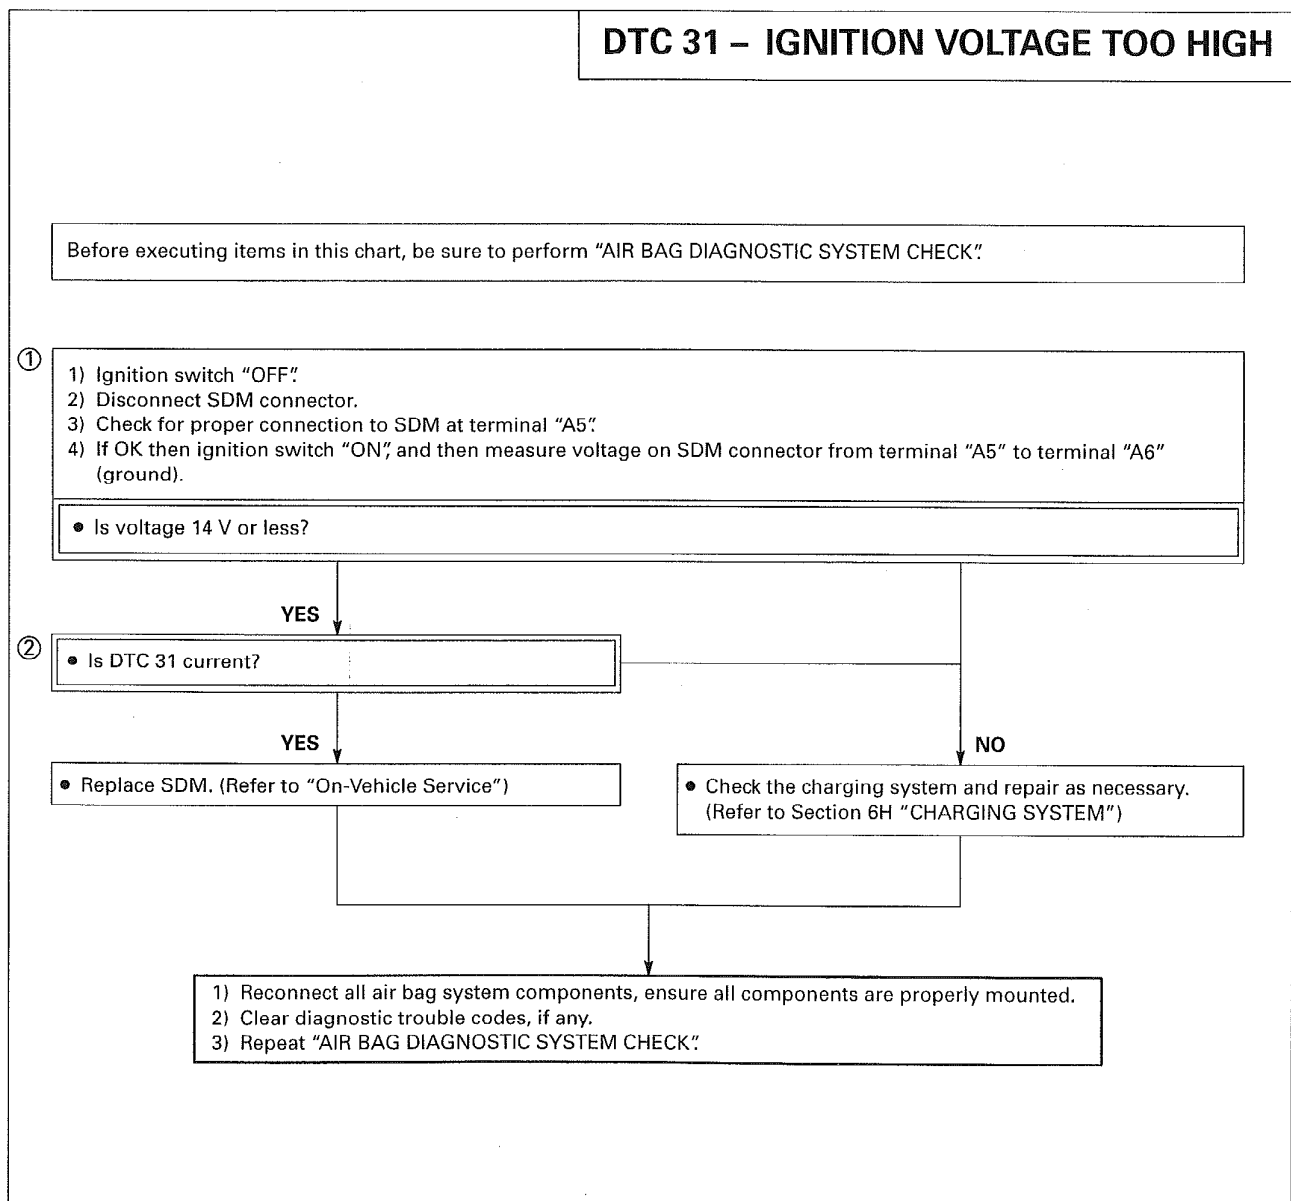 DTC 31 – IGNITION VOLTAGE TOO HIGH
Before executing items in this chart, be sure to perform “AIR BAG DIAGNOSTIC SYSTEM CHECK”.
①
1) Ignition switch “OFF”.
2) Disconnect SDM connector.
3) Check for proper connection to SDM at terminal “A5”.
4) If OK then ignition switch “ON”, and then measure voltage on SDM connector from terminal “A5” to terminal “A6”
(ground).
• Is voltage 14 V or less?
YES
②
• Is DTC 31 current?
YES
NO
• Replace SDM. (Refer to “On-Vehicle Service”)
• Check the charging system and repair as necessary.
(Refer to Section 6H “CHARGING SYSTEM”)
1) Reconnect all air bag system components, ensure all components are properly mounted.
2) Clear diagnostic trouble codes, if any.
3) Repeat “AIR BAG DIAGNOSTIC SYSTEM CHECK”.